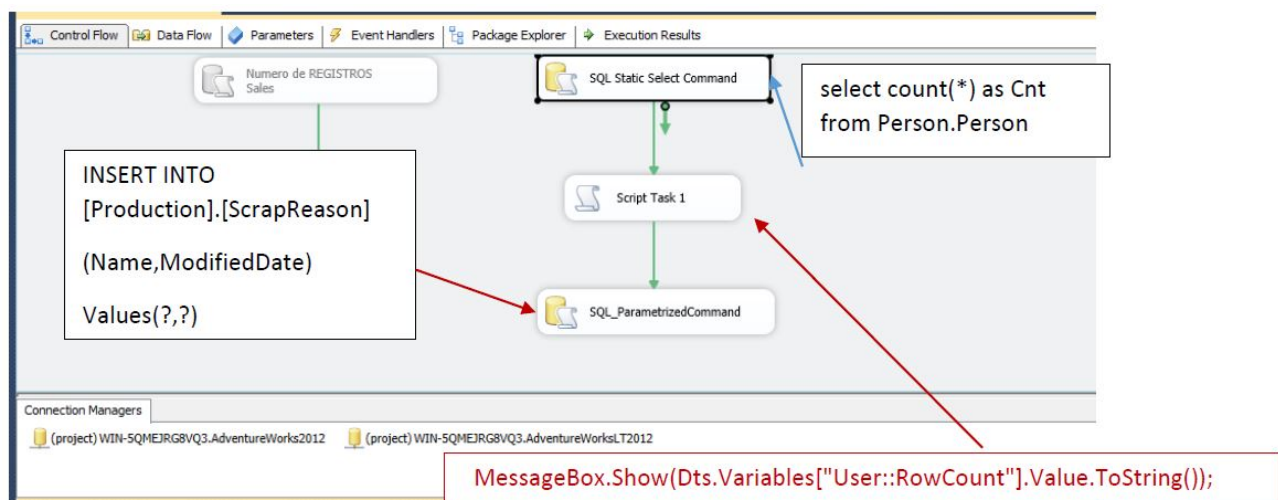 Control Flow
Data Flow
Parameters
Event Handlers
Package Explorer
Execution Results
Numero de REGISTROS
Sales
SQL Static Select Command
select count(*) as Cnt
from Person.Person
INSERT INTO
[Production].[ScrapReason]
(Name,ModifiedDate)
Values(?,?)
Script Task 1
SQL_ParametrizedCommand
Connection Managers
(project) WIN-5QMEJRG8VQ3.AdventureWorks2012
(project) WIN-5QMEJRG8VQ3.AdventureWorksLT2012
MessageBox.Show(Dts.Variables["User::RowCount"].Value.ToString());